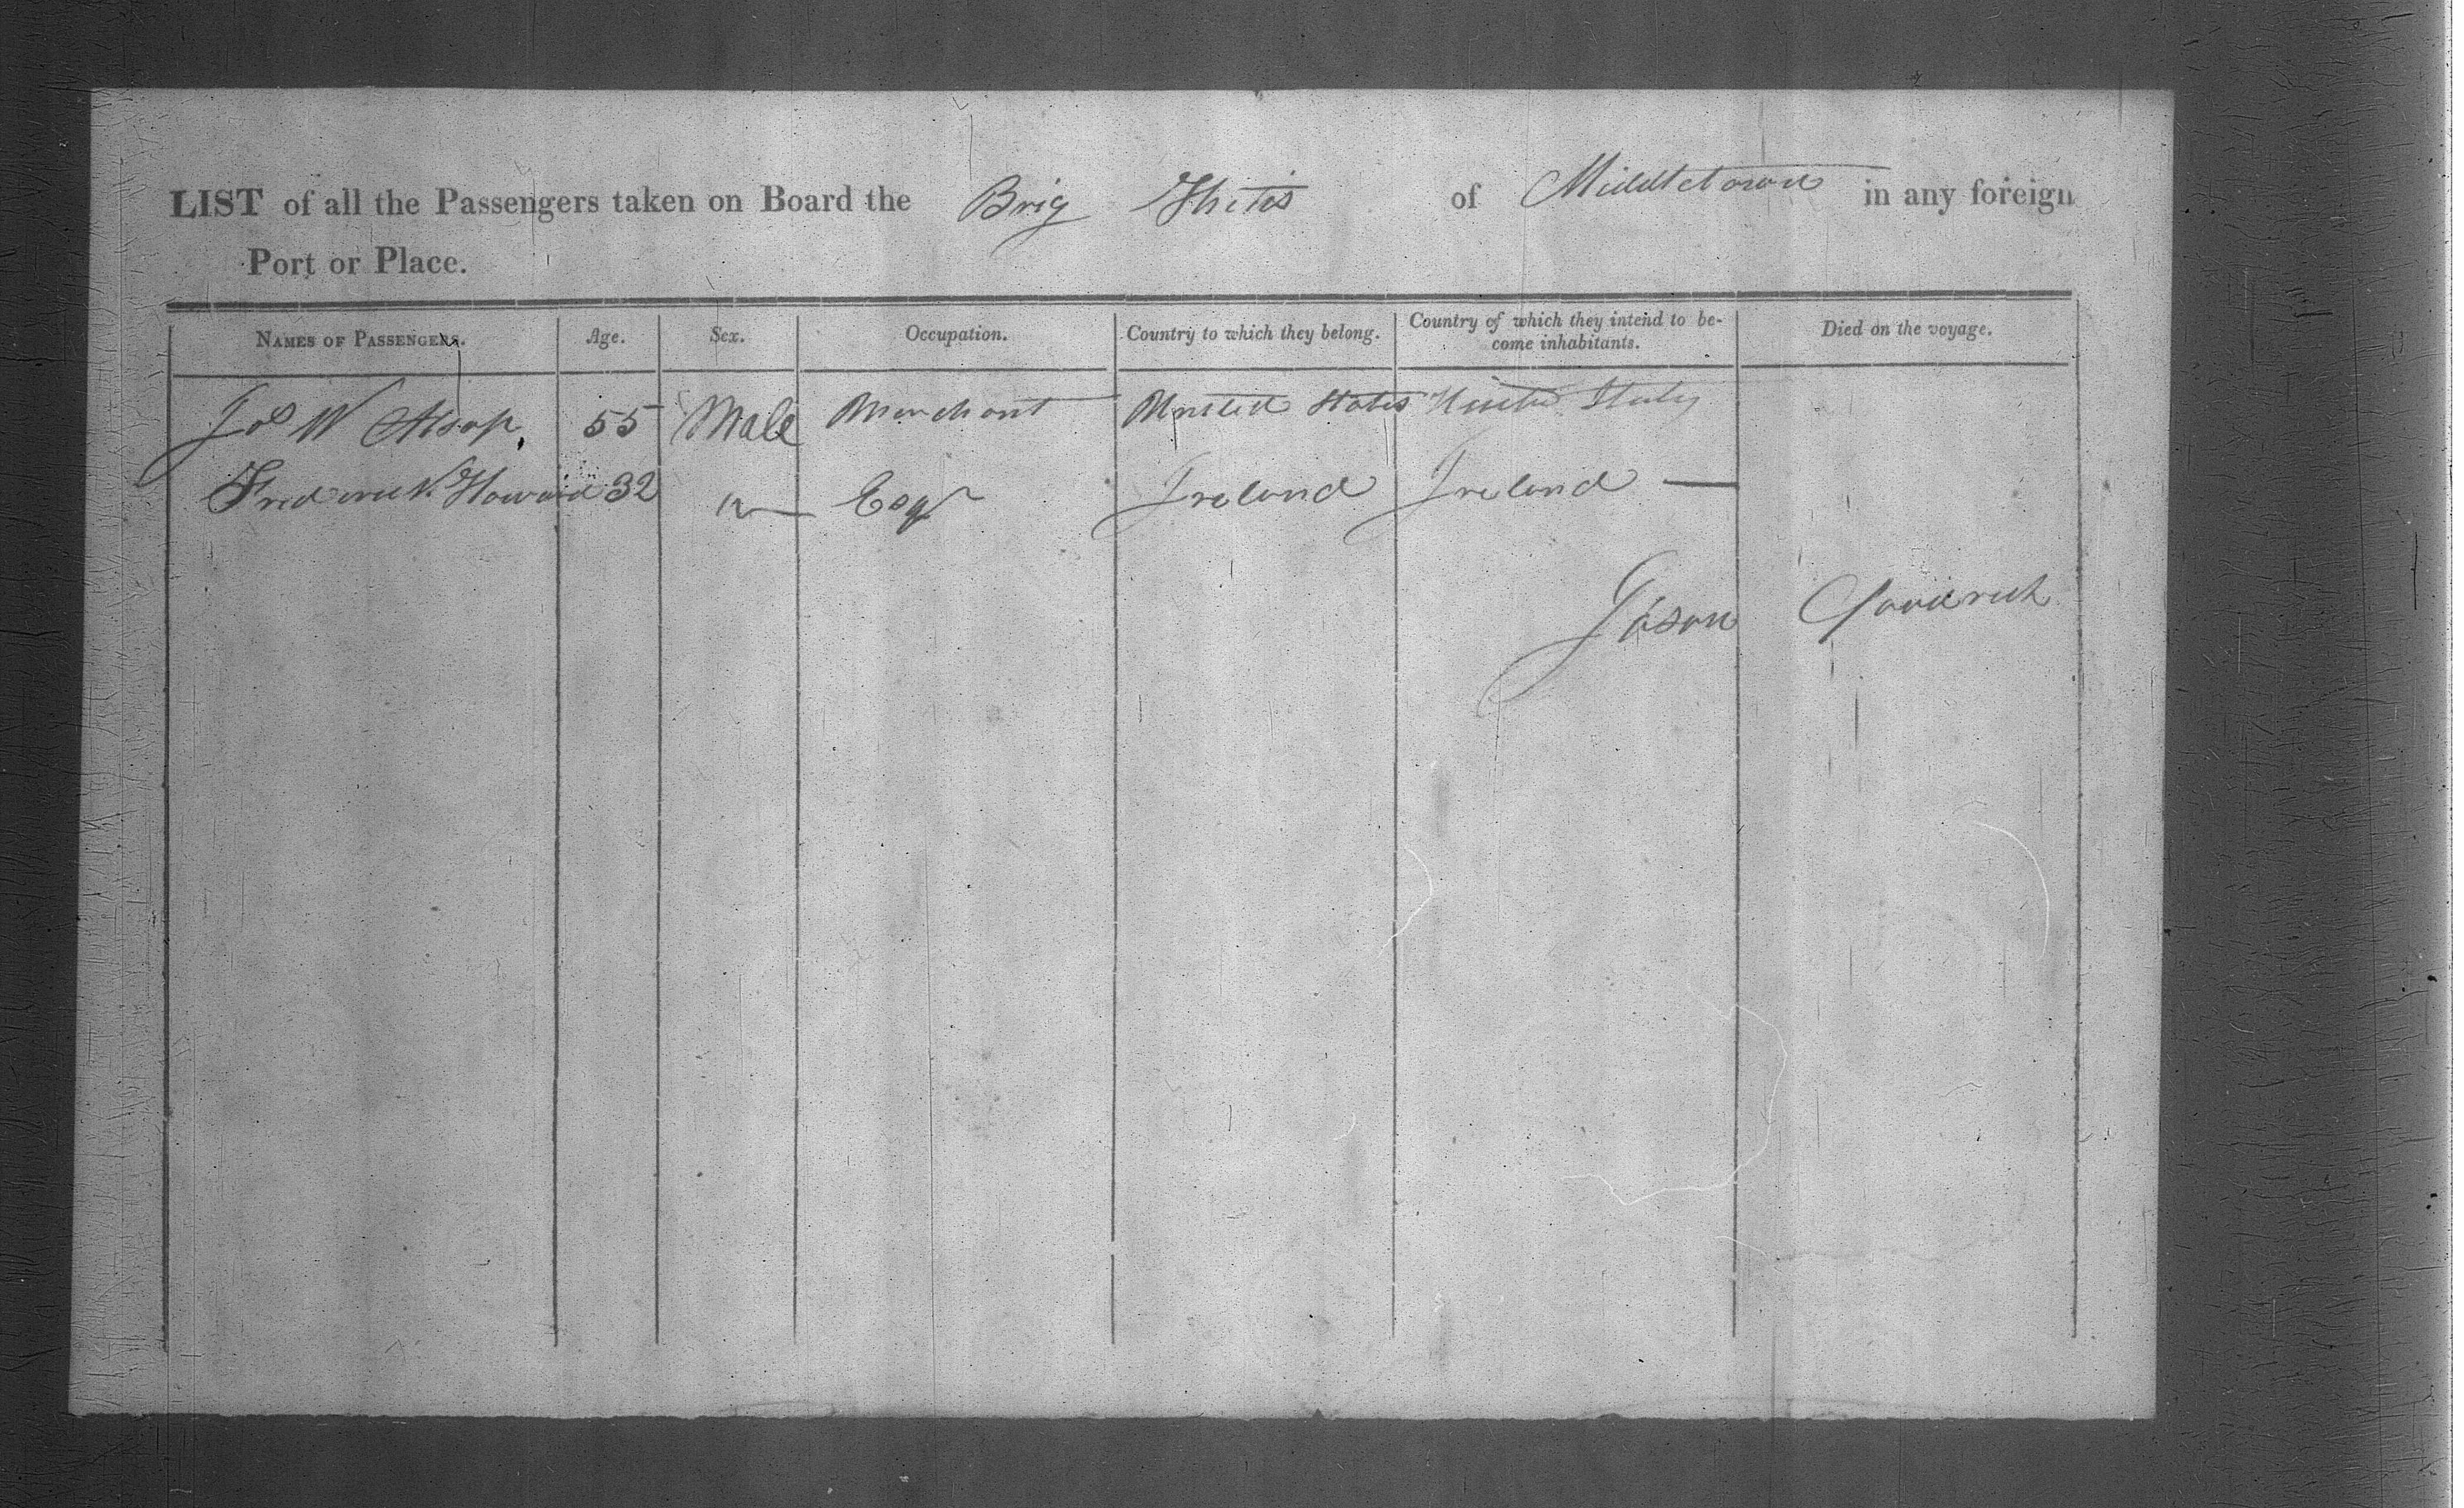 LIST of all the Passengers taken on Board the Brig Thetis of Middletown in any foreign
Port or Place.
NAMES OF PASSENGERS. Age. Sex. Occupation. Country to which they belong. Country of which they intend to be-
come inhabitants. Died on the voyage.
Jos W Alsop 55 Male Merchant United States United States
Frederick Howard 32 Esqr Ireland Ireland —
Jason Goodrich